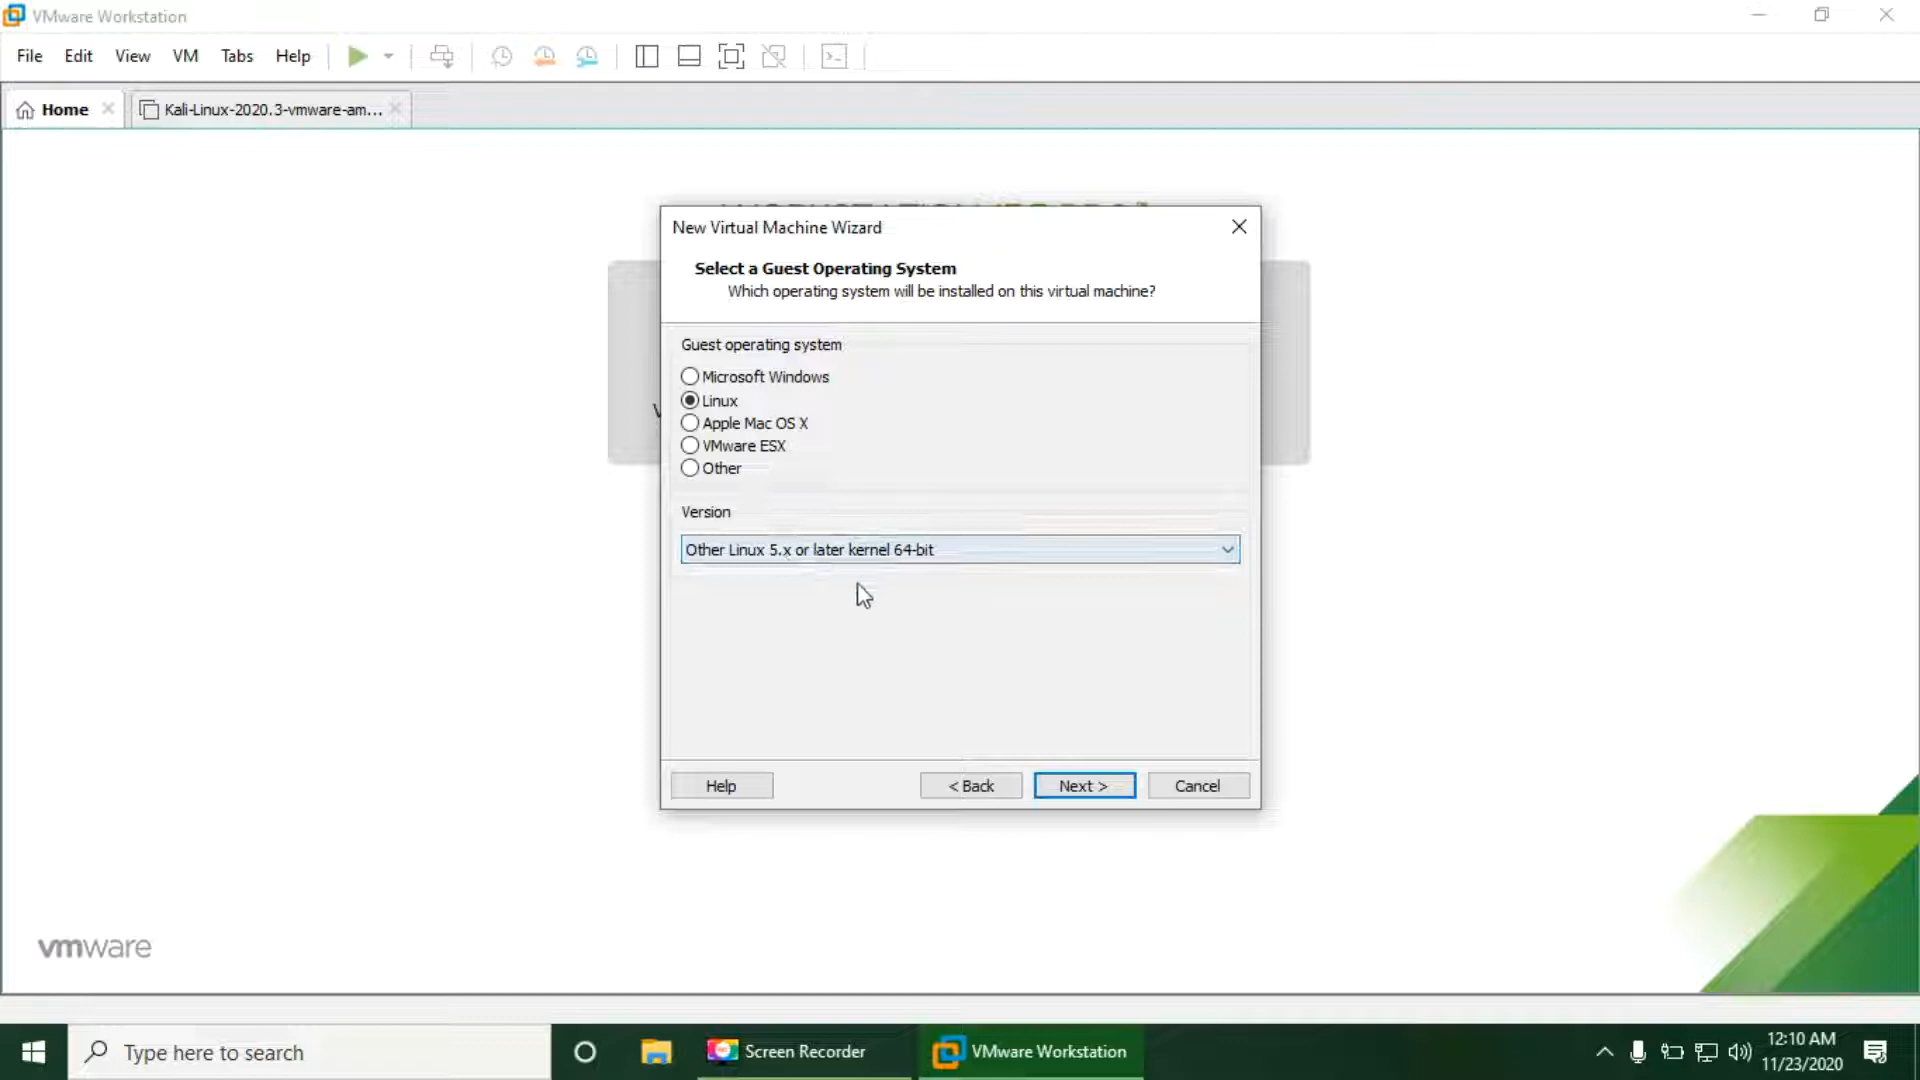 VMware Workstation
File Edit View VM Tabs Help
Home Kali-Linux-2020.3-vmware-am...
New Virtual Machine Wizard
Select a Guest Operating System
Which operating system will be installed on this virtual machine?
Guest operating system
Microsoft Windows
Linux
Apple Mac OS X
VMware ESX
Other
Version
Other Linux 5.x or later kernel 64-bit
Help < Back Next > Cancel
vmware
Type here to search Screen Recorder VMware Workstation 12:10 AM
11/23/2020